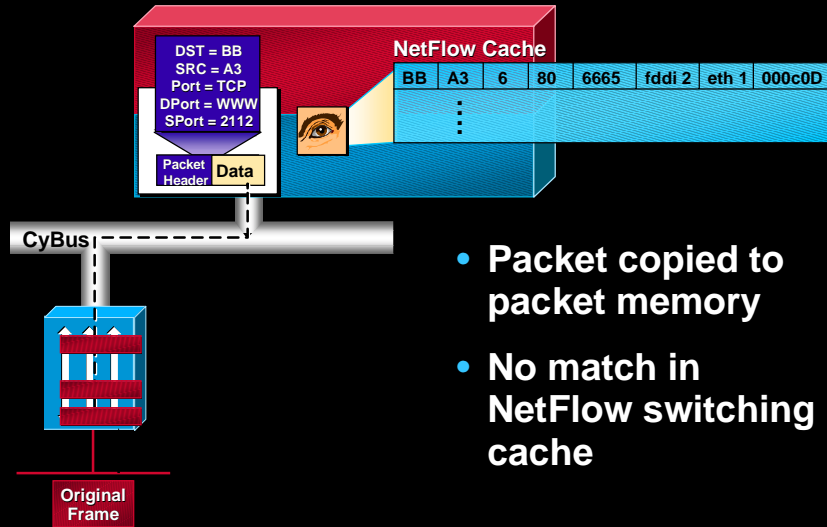 DST = BB
SRC = A3
Port = TCP
DPort = WWW
SPort = 2112
Packet
Header
Data
NetFlow Cache
BB A3 6 80 6665 fddi 2 eth 1 000c0D
CyBus
Original
Frame
• Packet copied to
packet memory
• No match in
NetFlow switching
cache